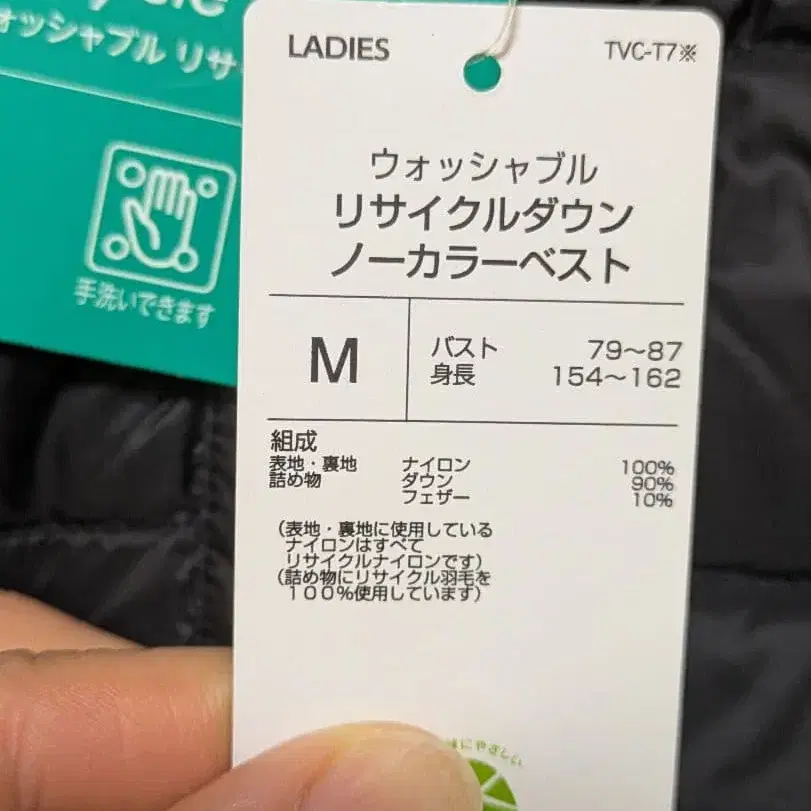 ォッシャブル リサ
手洗いできます
LADIES
TVC-T7※
ウォッシャブル
リサイクルダウン
ノーカラーベスト
M
バスト 79～87
身長 154～162
組成
表地・裏地 ナイロン 100%
詰め物 ダウン 90%
フェザー 10%
(表地・裏地に使用している
ナイロンはすべて
リサイクルナイロンです)
(詰め物にリサイクル羽毛を
100%使用しています)